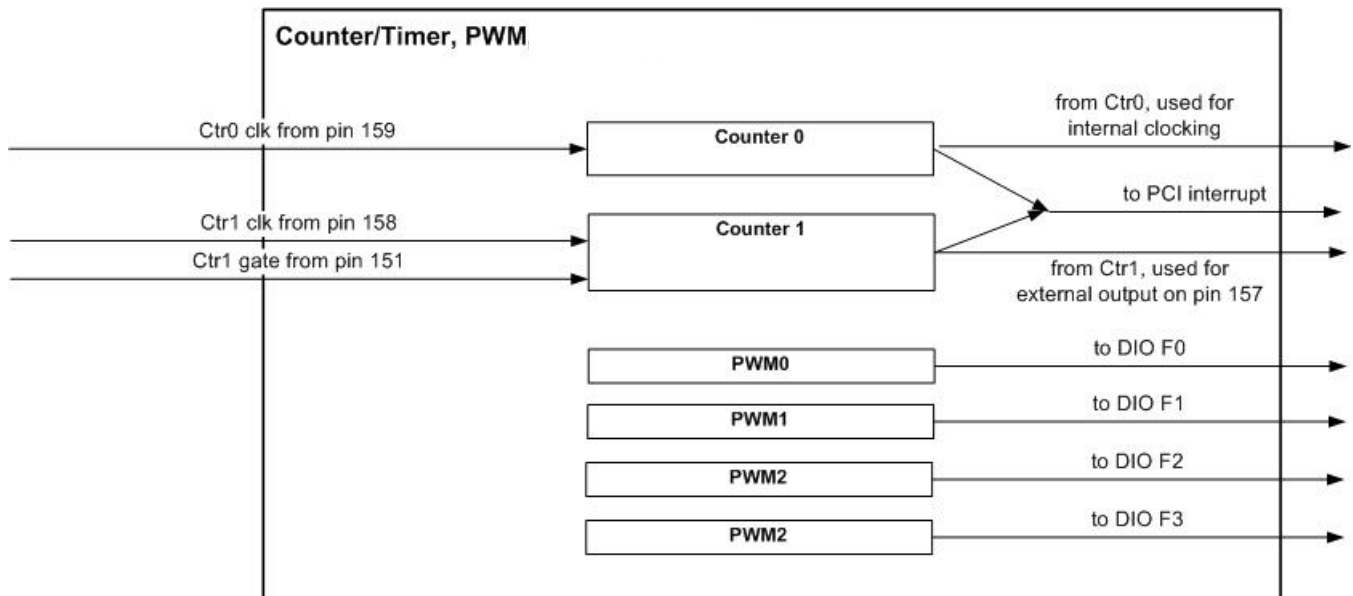 Counter/Timer, PWM
from Ctr0, used for
internal clocking
Ctr0 clk from pin 159
Counter 0
to PCI interrupt
Ctr1 clk from pin 158
Counter 1
Ctr1 gate from pin 151
from Ctr1, used for
external output on pin 157
PWM0
to DIO F0
PWM1
to DIO F1
PWM2
to DIO F2
PWM2
to DIO F3